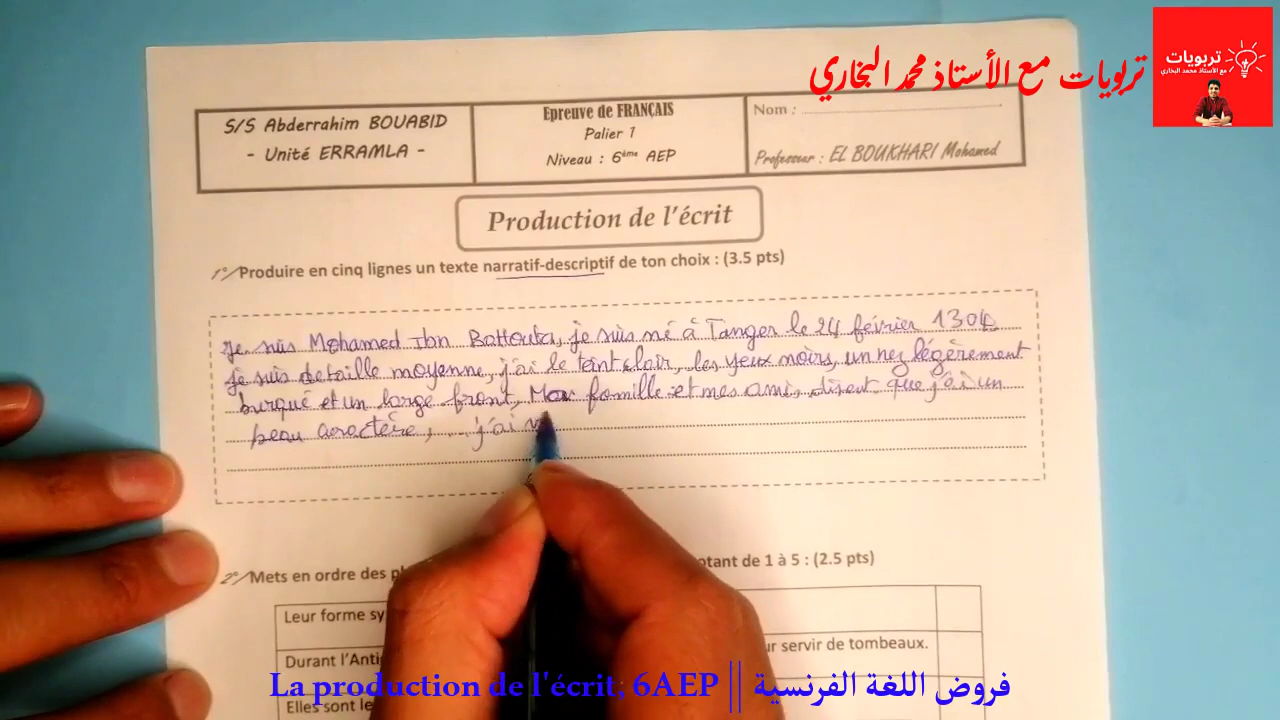 تربويات مع الأستاذ محمد البخاري
تربويات
مع الأستاذ محمد البخاري
S/S Abderrahim BOUABID
- Unité ERRAMLA -
Epreuve de FRANÇAIS
Palier 1
Niveau : 6ème AEP
Nom :
Professeur : EL BOUKHARI Mohamed
Production de l'écrit
1°/ Produire en cinq lignes un texte narratif-descriptif de ton choix : (3.5 pts)
Je suis Mohamed Ibn Battouta, je suis né à Tanger le 24 février 1304
je suis de taille moyenne, j'ai le teint clair, les yeux noirs, un nez légèrement
burqué et un large front, Ma famille et mes amis disent que j'ai un
beau caractère, j'ai
2°/ Mets en ordre des otant de 1 à 5 : (2.5 pts)
Leur forme sy
ur servir de tombeaux.
Durant l'Anti
Elles sont le
La production de l'écrit, 6AEP || فروض اللغة الفرنسية